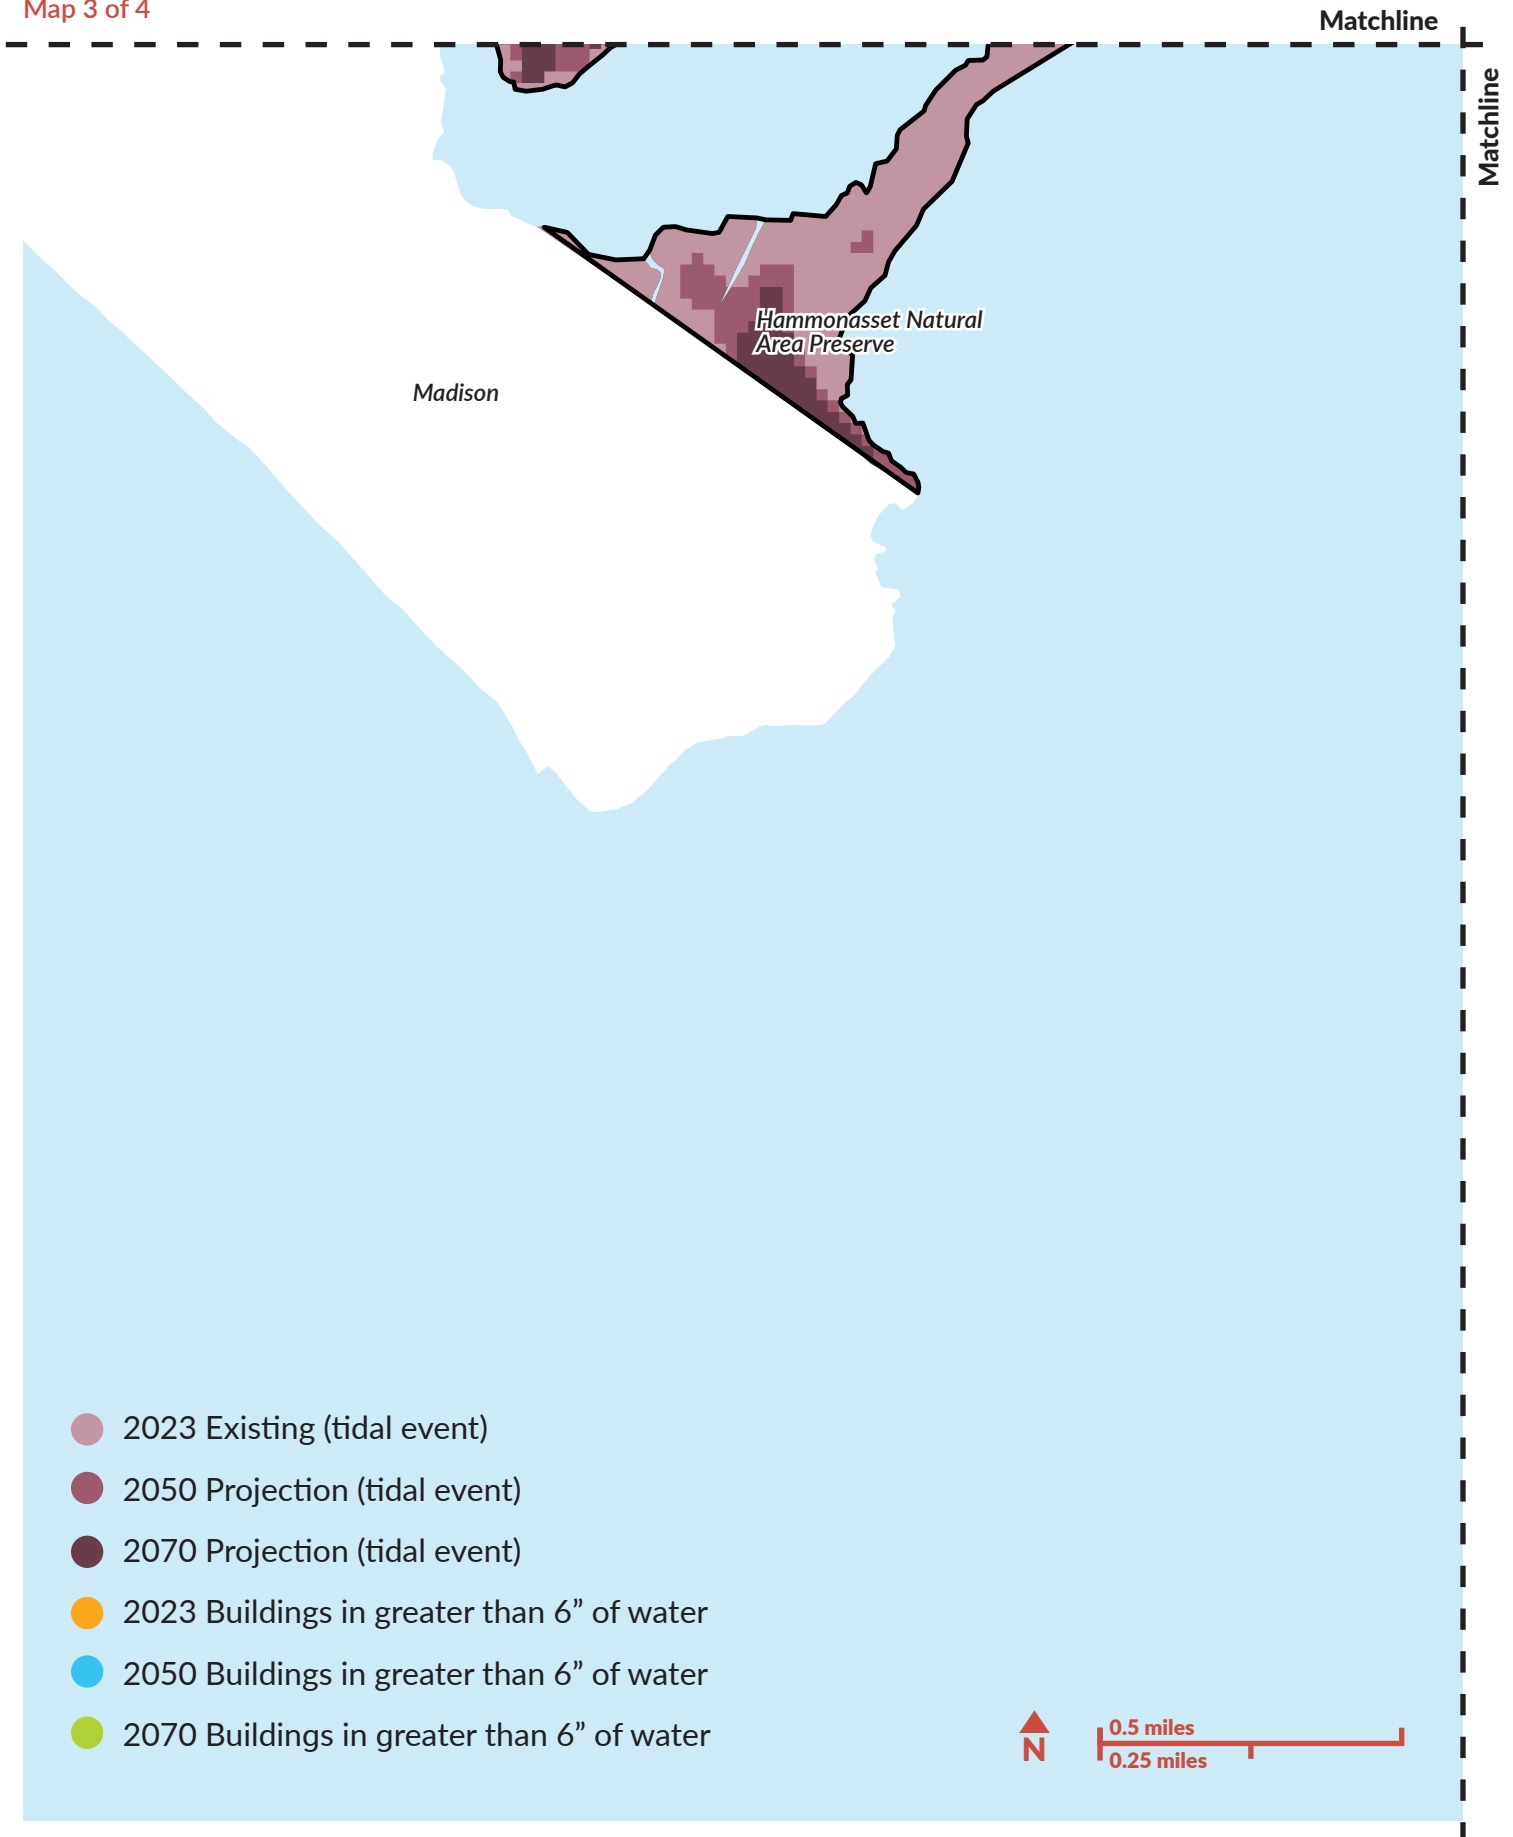 Map 3 of 4
Matchline
Matchline
Hammonasset Natural
Area Preserve
Madison
2023 Existing (tidal event)
2050 Projection (tidal event)
2070 Projection (tidal event)
2023 Buildings in greater than 6” of water
2050 Buildings in greater than 6” of water
2070 Buildings in greater than 6” of water
N
0.5 miles
0.25 miles